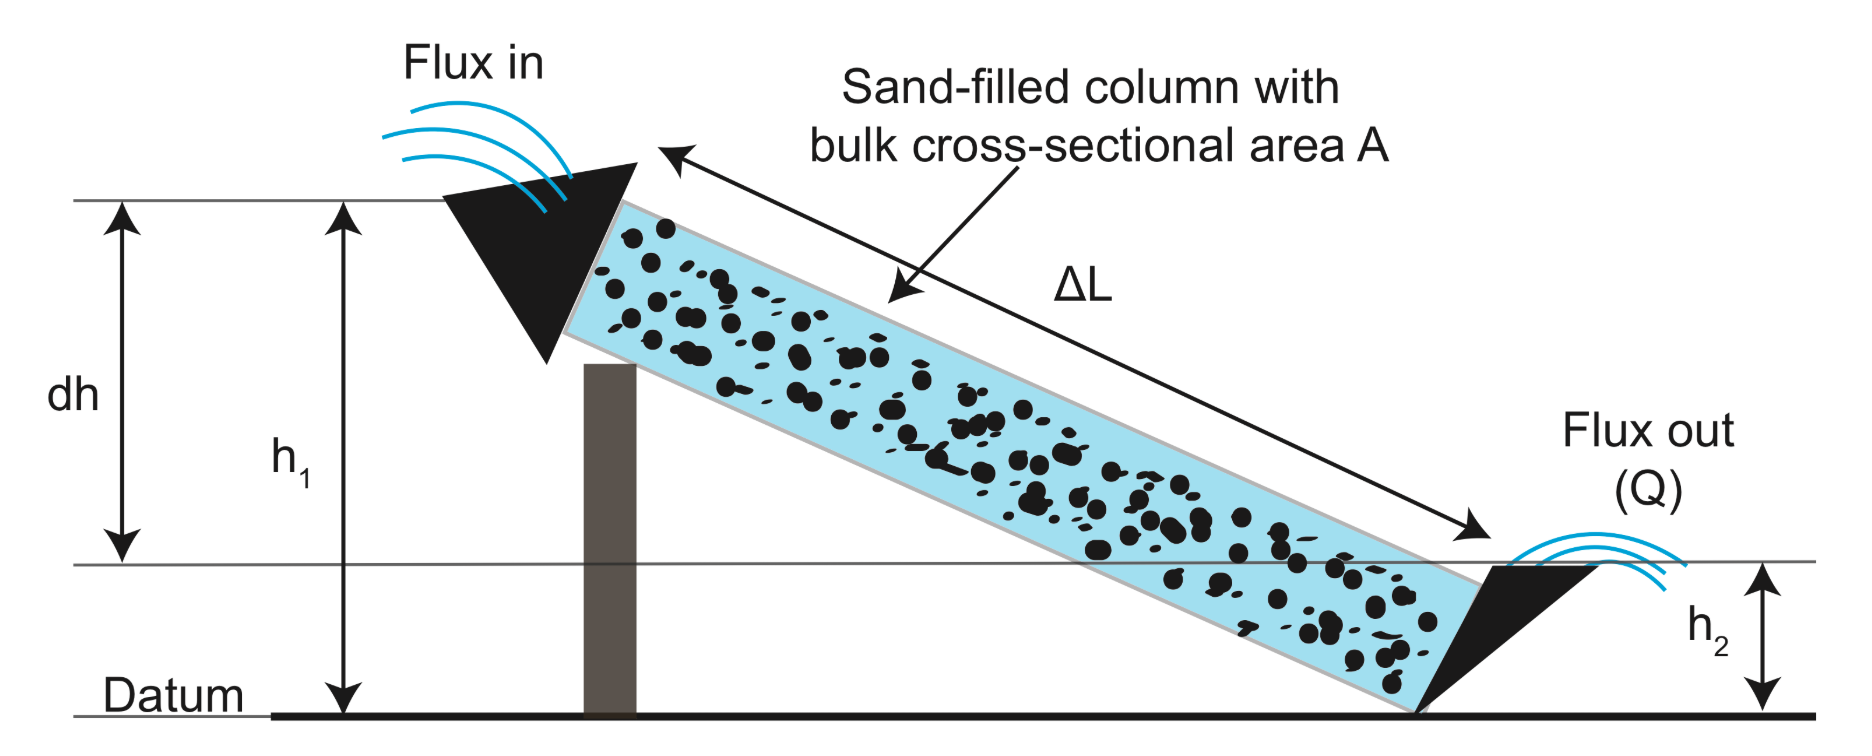 Flux in
Sand-filled column with
bulk cross-sectional area A
ΔL
dh
h₁
Flux out
(Q)
h₂
Datum